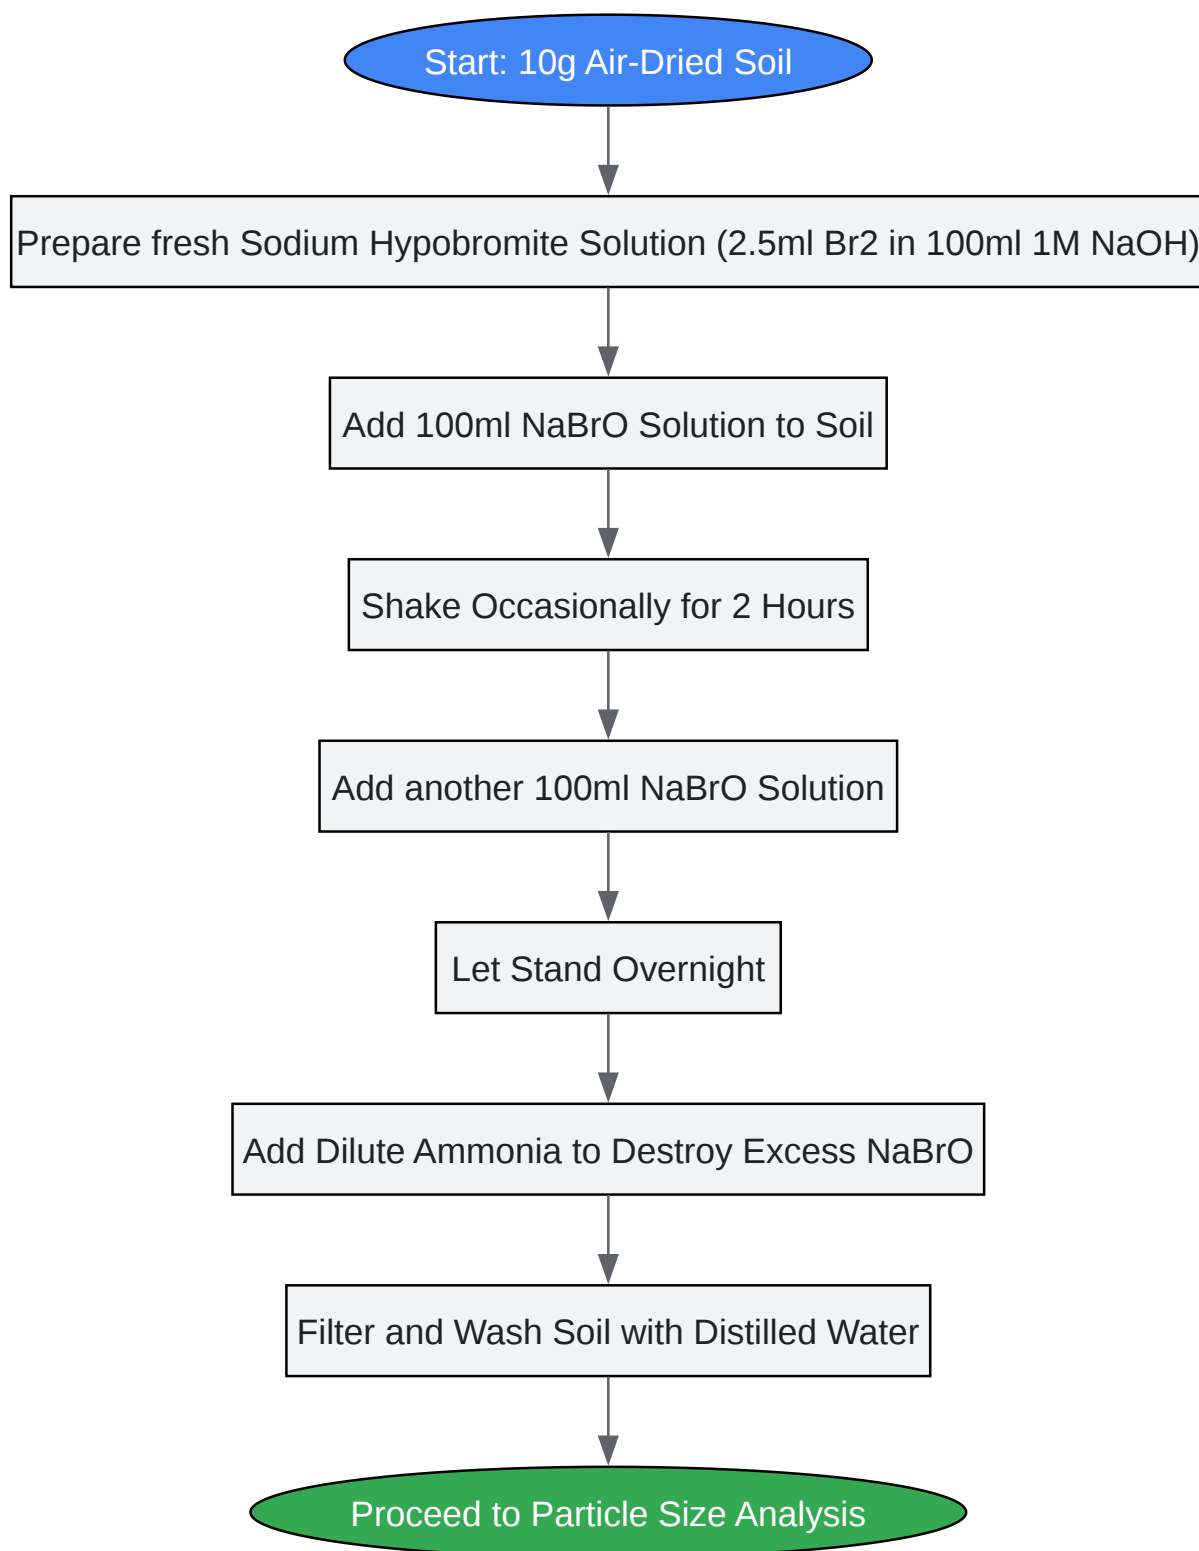 Start: 10g Air-Dried Soil
Prepare fresh Sodium Hypobromite Solution (2.5ml Br2 in 100ml 1M NaOH)
Add 100ml NaBrO Solution to Soil
Shake Occasionally for 2 Hours
Add another 100ml NaBrO Solution
Let Stand Overnight
Add Dilute Ammonia to Destroy Excess NaBrO
Filter and Wash Soil with Distilled Water
Proceed to Particle Size Analysis